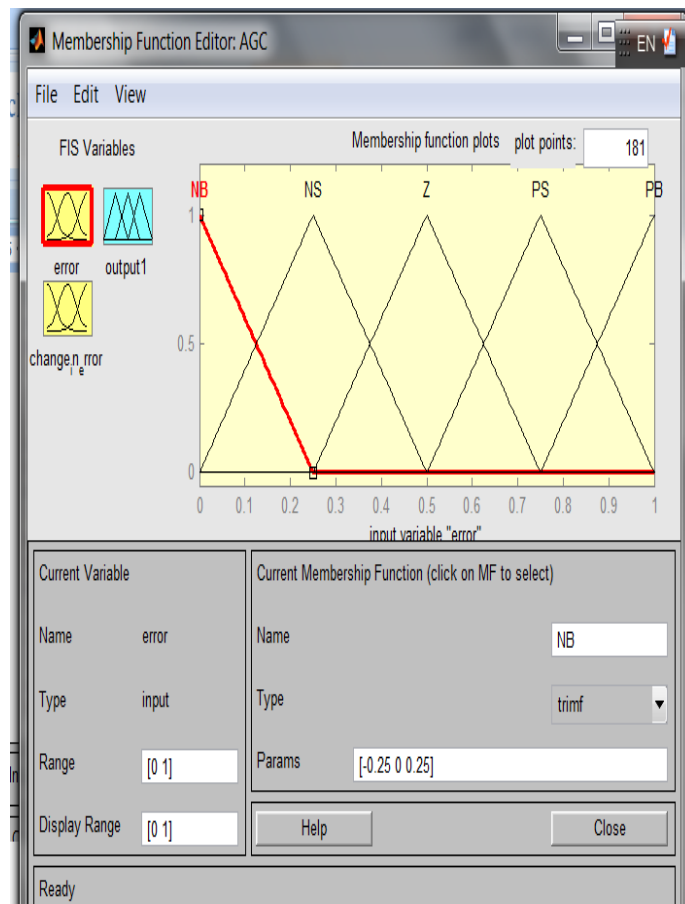 Membership Function Editor: AGC
EN
File Edit View
FIS Variables
Membership function plots plot points: 181
NB NS Z PS PB
1
0.5
0
0 0.1 0.2 0.3 0.4 0.5 0.6 0.7 0.8 0.9 1
input variable "error"
error output1
change
i
n
e
rror
Current Variable
Name error
Type input
Range [0 1]
Display Range [0 1]
Current Membership Function (click on MF to select)
Name NB
Type trimf
Params [-0.25 0 0.25]
Help Close
Ready